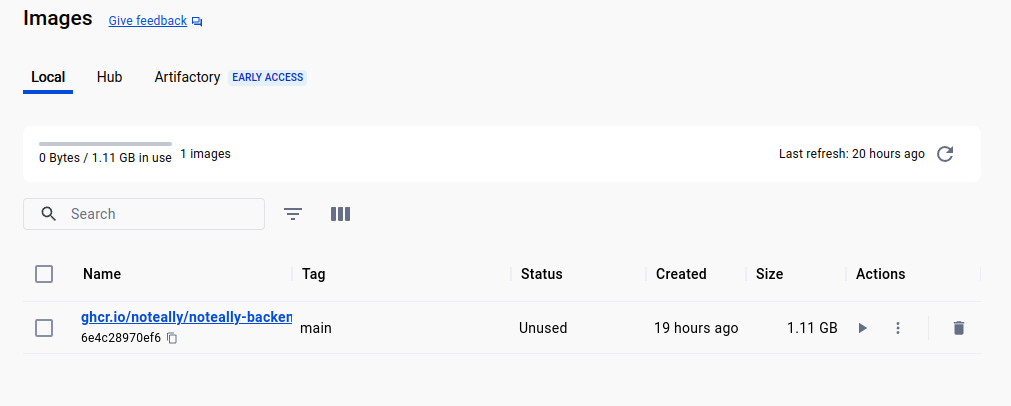 Images Give feedback
Local Hub Artifactory EARLY ACCESS
0 Bytes / 1.11 GB in use 1 images Last refresh: 20 hours ago
Search
Name Tag Status Created Size Actions
ghcr.io/noteally/noteally-backen
main Unused 19 hours ago 1.11 GB
6e4c28970ef6